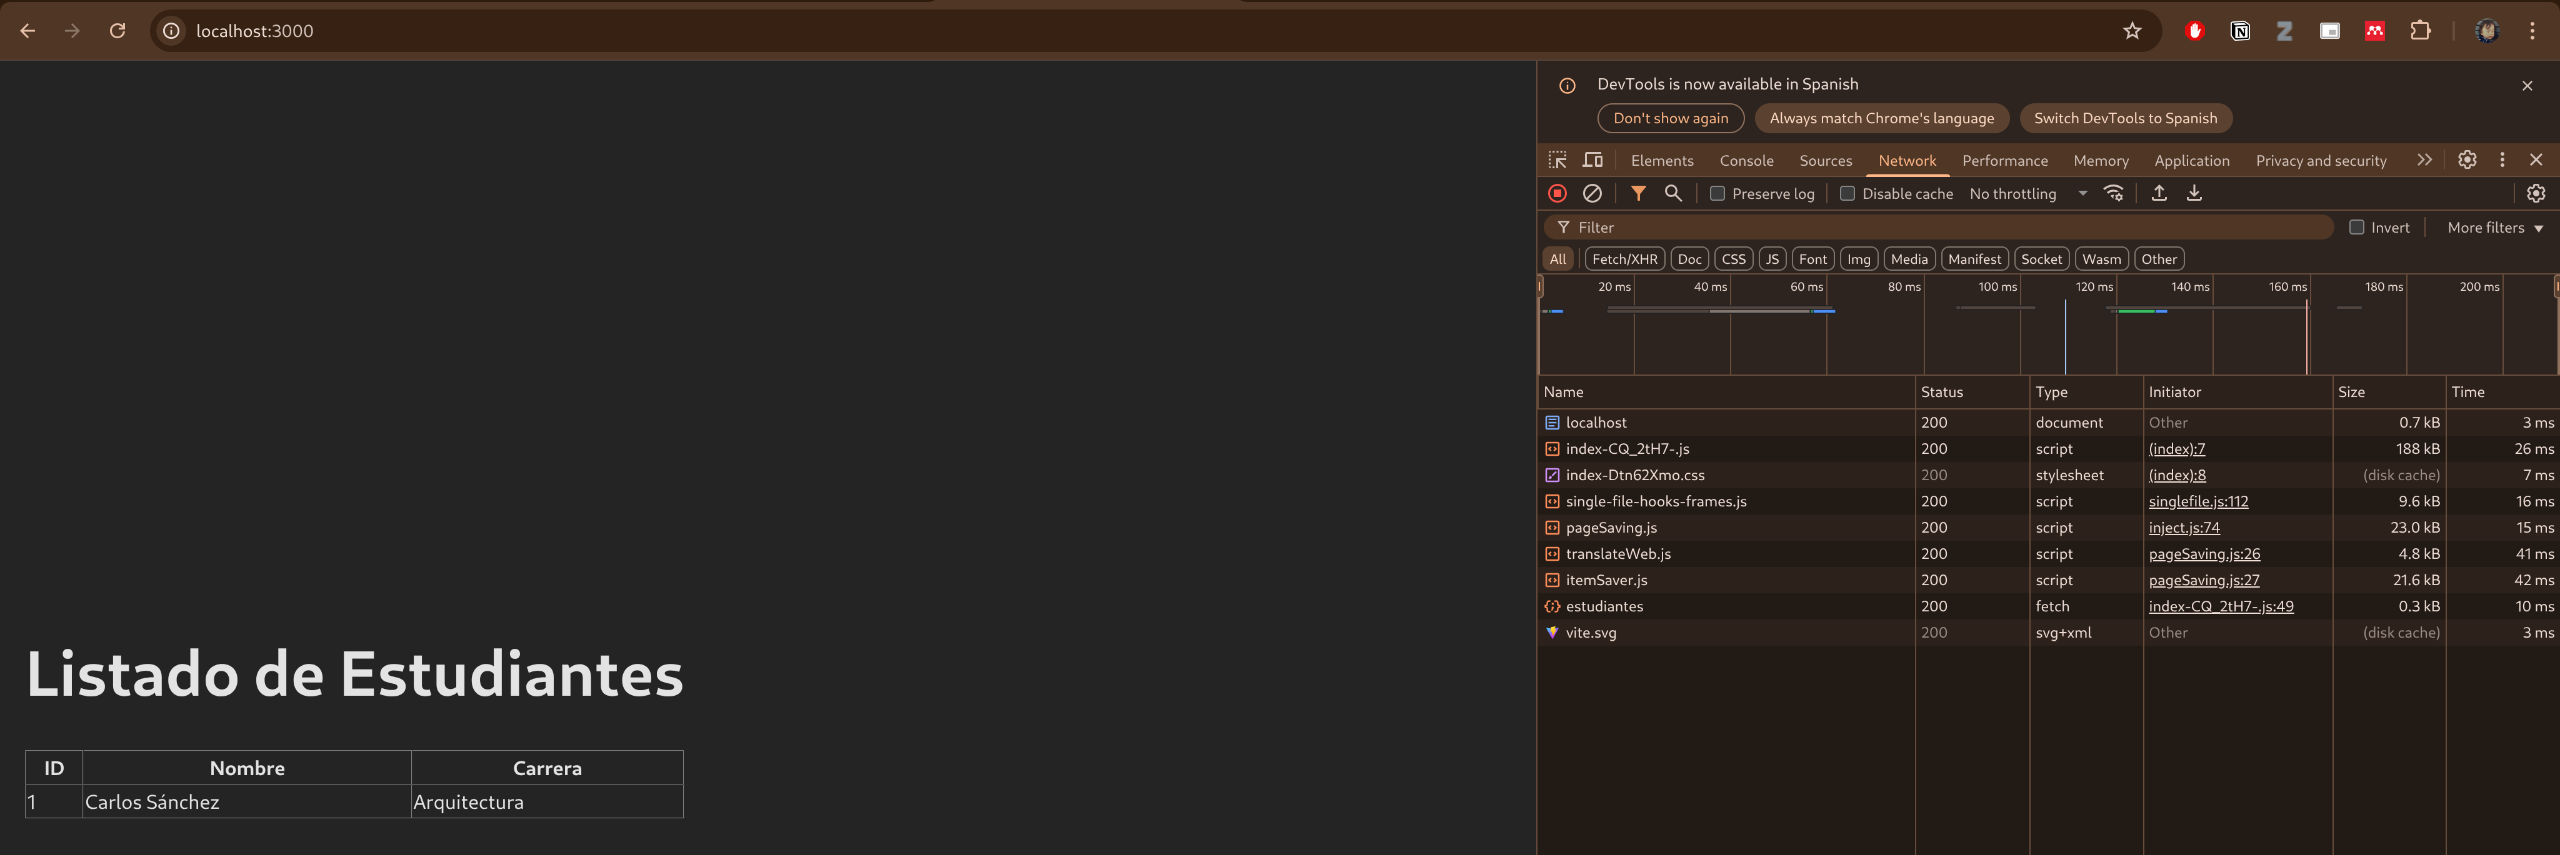 localhost:3000
Listado de Estudiantes
ID Nombre Carrera
1 Carlos Sánchez Arquitectura
DevTools is now available in Spanish
Don't show again Always match Chrome's language Switch DevTools to Spanish
Elements Console Sources Network Performance Memory Application Privacy and security
Preserve log Disable cache No throttling
Filter Invert More filters
All Fetch/XHR Doc CSS JS Font Img Media Manifest Socket Wasm Other
20 ms 40 ms 60 ms 80 ms 100 ms 120 ms 140 ms 160 ms 180 ms 200 ms
Name Status Type Initiator Size Time
localhost 200 document Other 0.7 kB 3 ms
index-CQ_2tH7-.js 200 script (index):7 188 kB 26 ms
index-Dtn62Xmo.css 200 stylesheet (index):8 (disk cache) 7 ms
single-file-hooks-frames.js 200 script singlefile.js:112 9.6 kB 16 ms
pageSaving.js 200 script inject.js:74 23.0 kB 15 ms
translateWeb.js 200 script pageSaving.js:26 4.8 kB 41 ms
itemSaver.js 200 script pageSaving.js:27 21.6 kB 42 ms
estudiantes 200 fetch index-CQ_2tH7-.js:49 0.3 kB 10 ms
vite.svg 200 svg+xml Other (disk cache) 3 ms